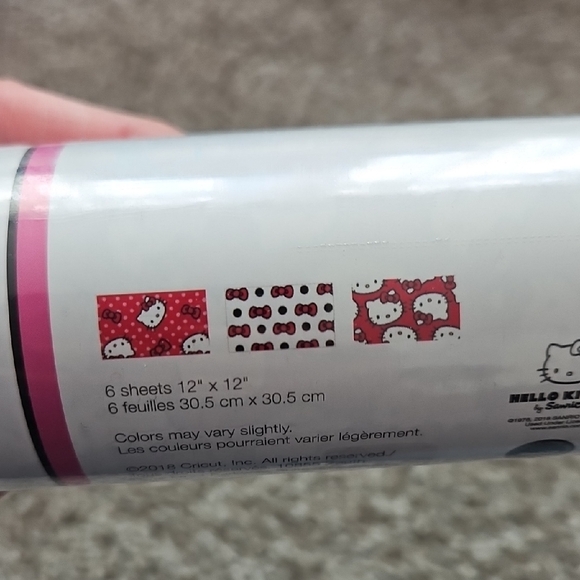 6 sheets 12" x 12"
6 feuilles 30.5 cm x 30.5 cm
Colors may vary slightly.
Les couleurs pourraient varier légèrement.
©2018 Cricut, Inc. All rights reserved./
HELLO
by